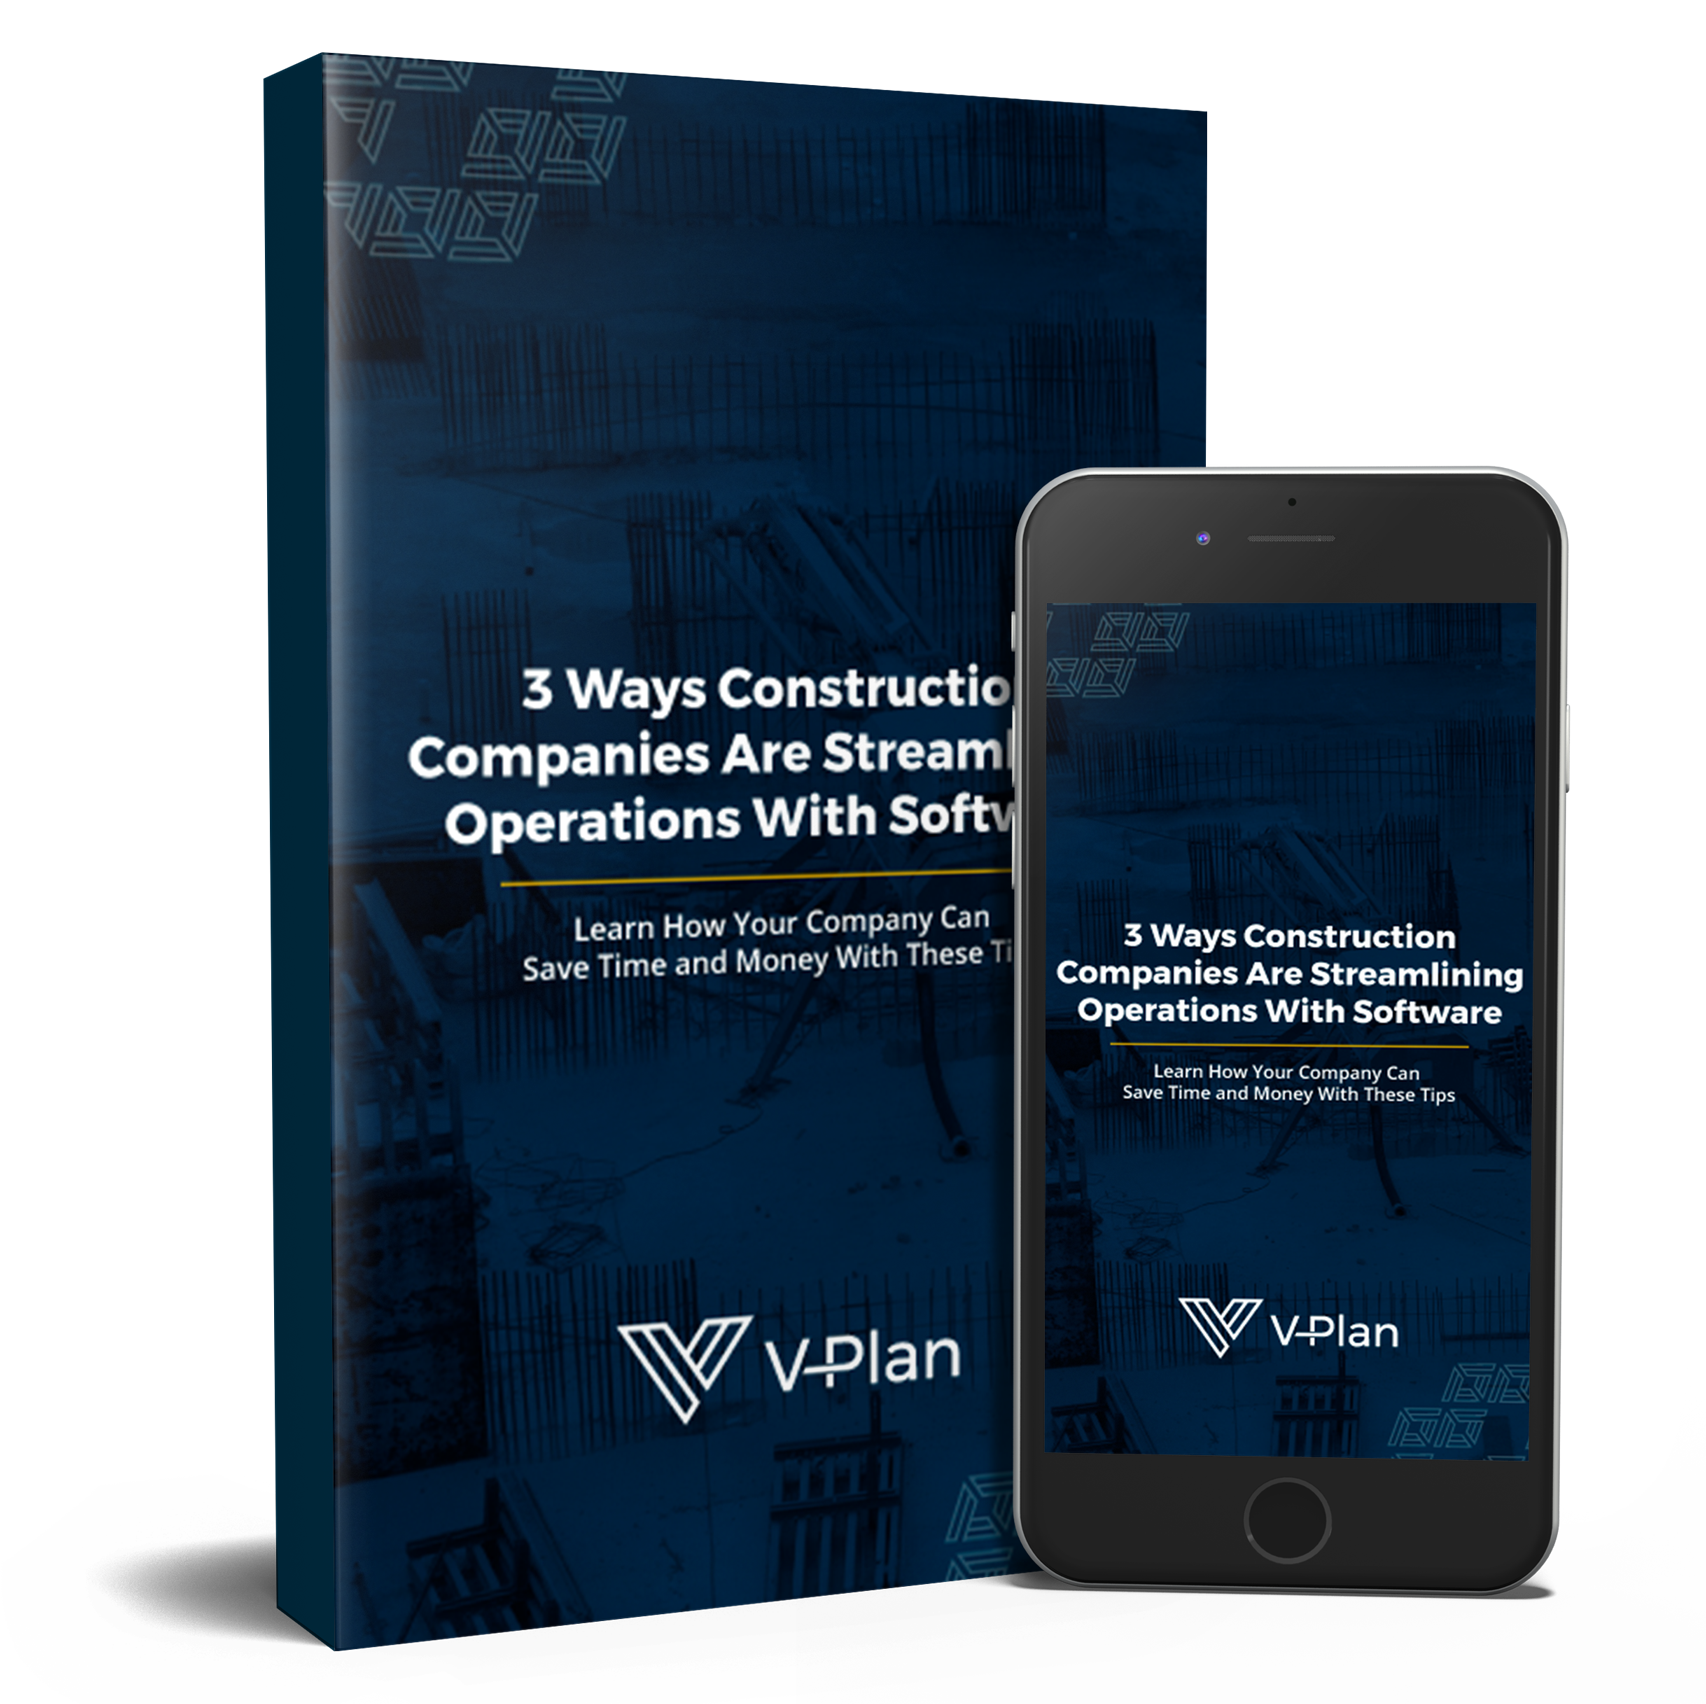 3 Ways Construction
Companies Are Streaml
Operations With Softw
Learn How Your Company Can
Save Time and Money With These Ti
V-Plan
3 Ways Construction
Companies Are Streamlining
Operations With Software
Learn How Your Company Can
Save Time and Money With These Tips
V-Plan